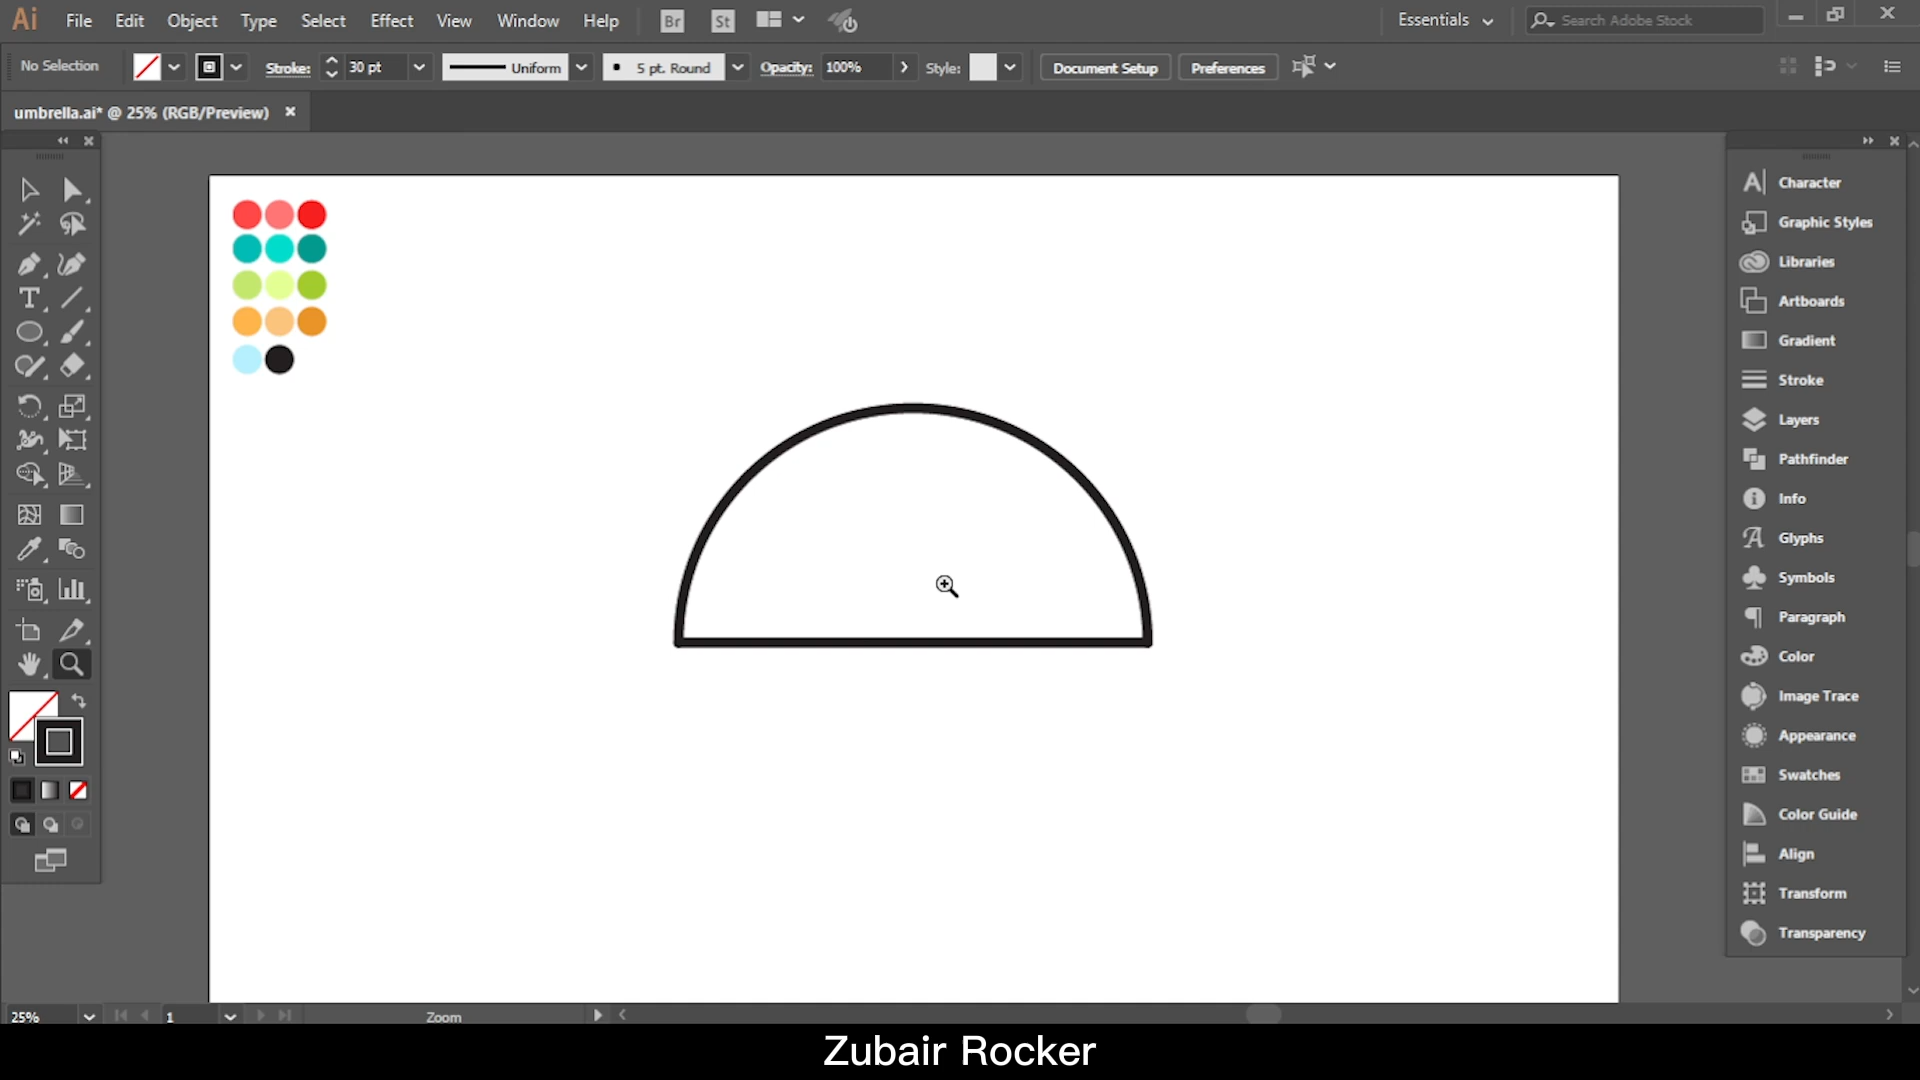 Ai File Edit Object Type Select Effect View Window Help Br St Essentials Search Adobe Stock
No Selection Stroke: 30 pt Uniform 5 pt. Round Opacity: 100% Style: Document Setup Preferences
umbrella.ai* @ 25% (RGB/Preview)
Character
Graphic Styles
Libraries
Artboards
Gradient
Stroke
Layers
Pathfinder
Info
Glyphs
Symbols
Paragraph
Color
Image Trace
Appearance
Swatches
Color Guide
Align
Transform
Transparency
25% 1 Zoom
Zubair Rocker